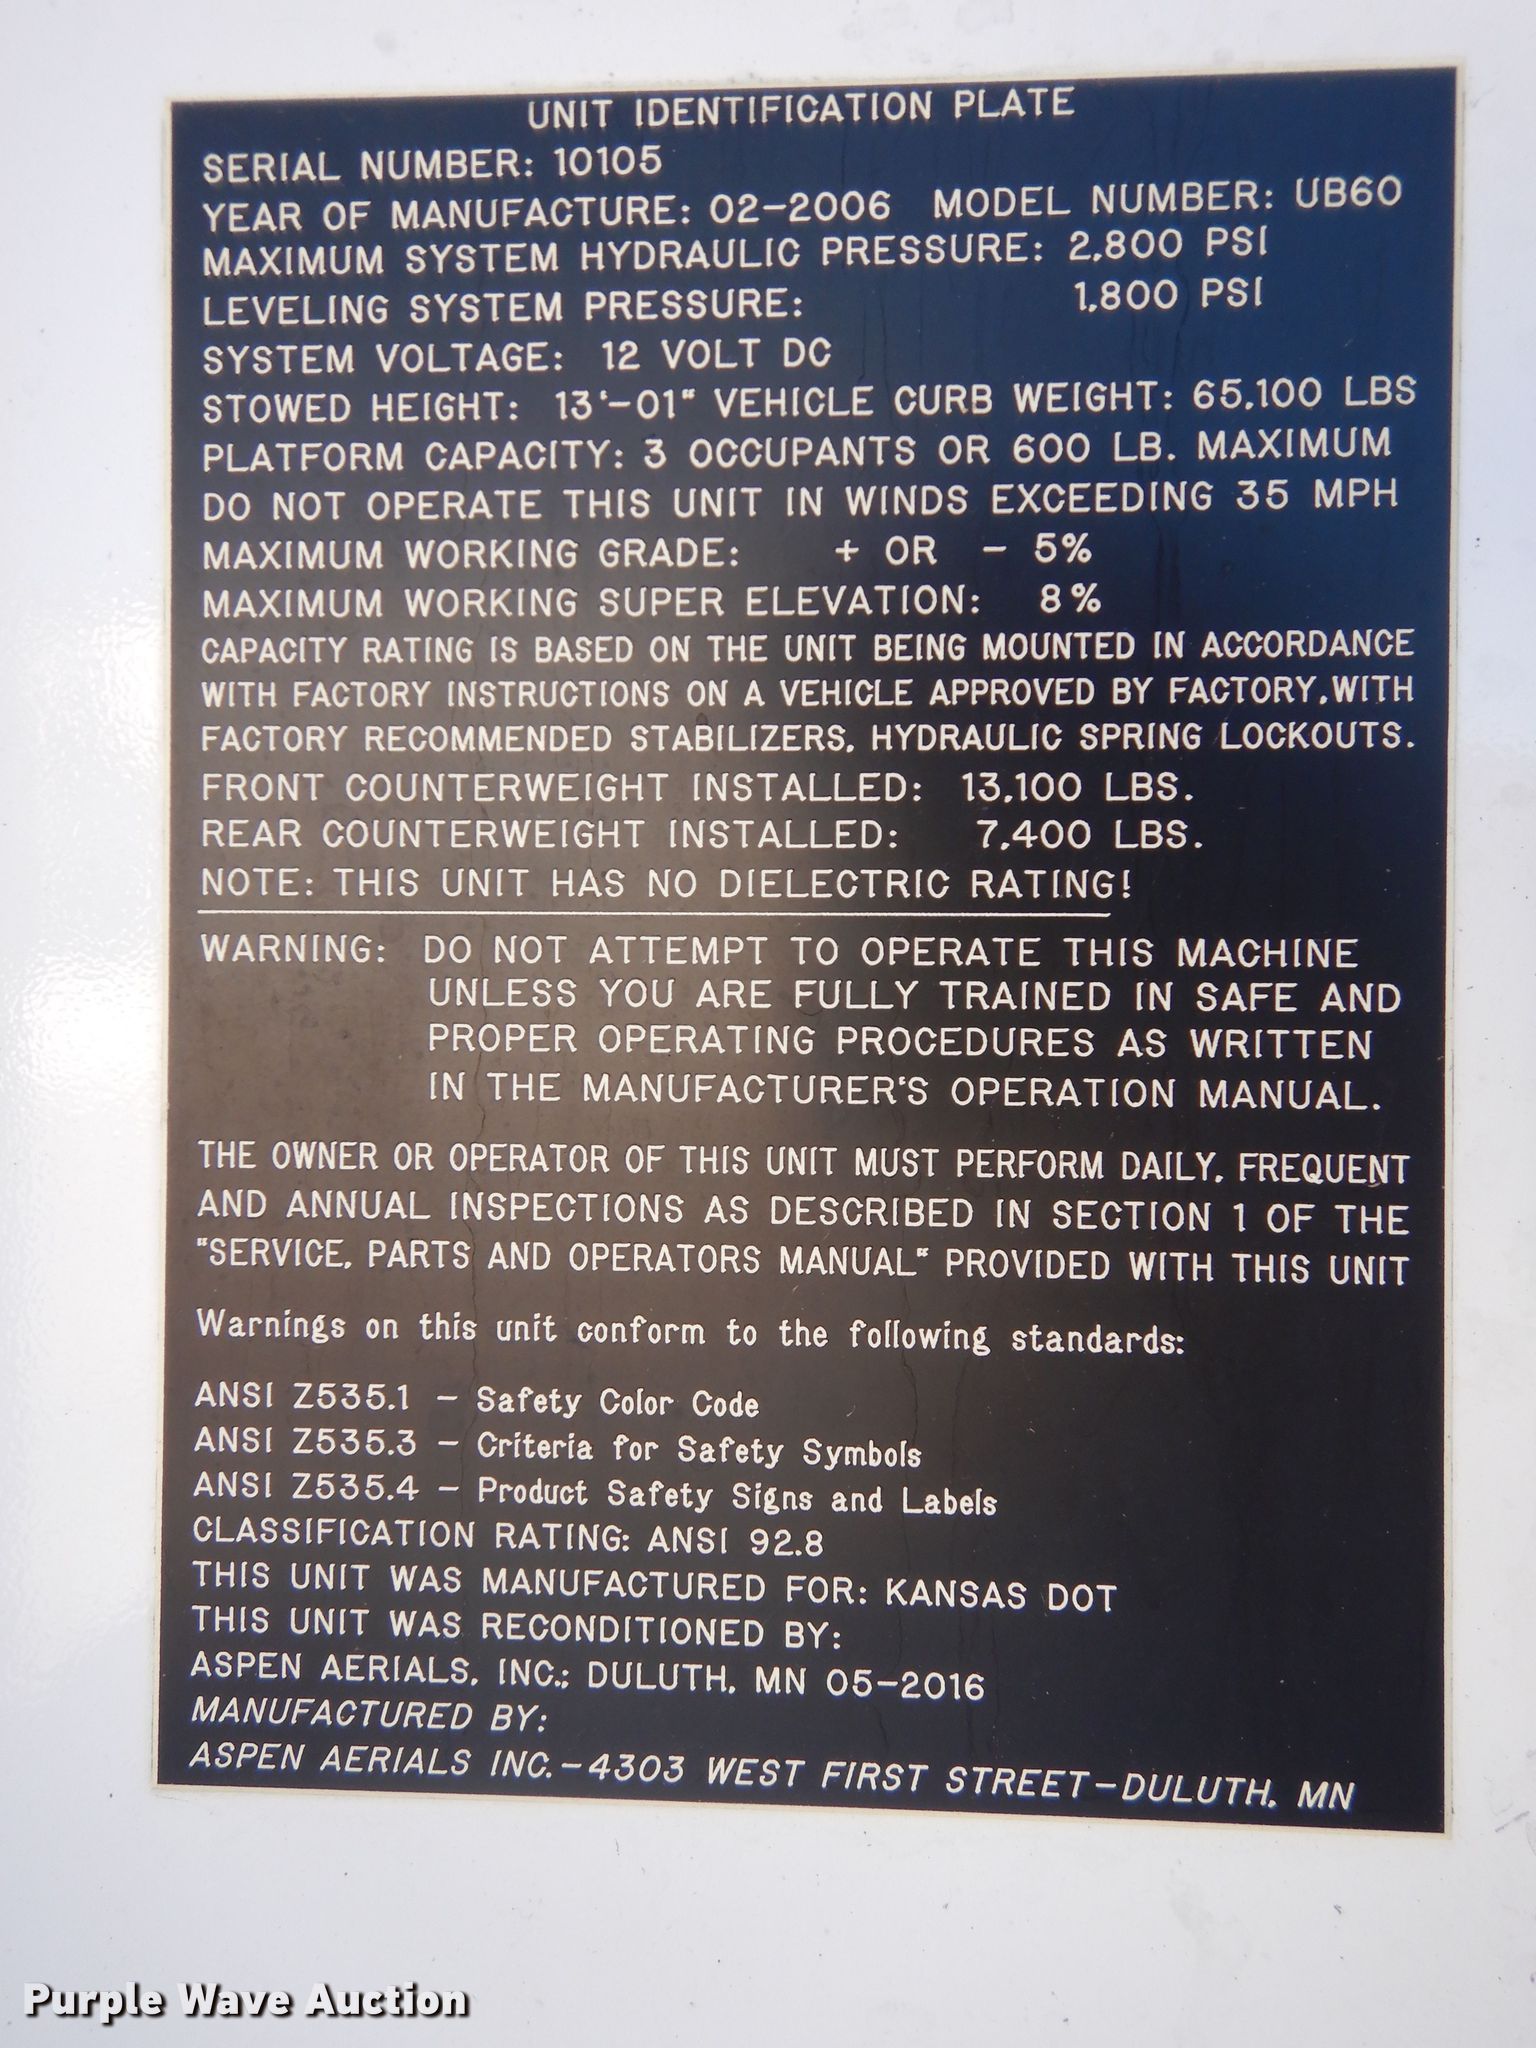 UNIT IDENTIFICATION PLATE
SERIAL NUMBER: 10105
YEAR OF MANUFACTURE: 02-2006 MODEL NUMBER: UB60
MAXIMUM SYSTEM HYDRAULIC PRESSURE: 2,800 PSI
LEVELING SYSTEM PRESSURE: 1,800 PSI
SYSTEM VOLTAGE: 12 VOLT DC
STOWED HEIGHT: 13'-01" VEHICLE CURB WEIGHT: 65,100 LBS
PLATFORM CAPACITY: 3 OCCUPANTS OR 600 LB. MAXIMUM
DO NOT OPERATE THIS UNIT IN WINDS EXCEEDING 35 MPH
MAXIMUM WORKING GRADE: + OR - 5%
MAXIMUM WORKING SUPER ELEVATION: 8%
CAPACITY RATING IS BASED ON THE UNIT BEING MOUNTED IN ACCORDANCE
WITH FACTORY INSTRUCTIONS ON A VEHICLE APPROVED BY FACTORY, WITH
FACTORY RECOMMENDED STABILIZERS, HYDRAULIC SPRING LOCKOUTS.
FRONT COUNTERWEIGHT INSTALLED: 13,100 LBS.
REAR COUNTERWEIGHT INSTALLED: 7,400 LBS.
NOTE: THIS UNIT HAS NO DIELECTRIC RATING!
WARNING: DO NOT ATTEMPT TO OPERATE THIS MACHINE
UNLESS YOU ARE FULLY TRAINED IN SAFE AND
PROPER OPERATING PROCEDURES AS WRITTEN
IN THE MANUFACTURER'S OPERATION MANUAL.
THE OWNER OR OPERATOR OF THIS UNIT MUST PERFORM DAILY, FREQUENT
AND ANNUAL INSPECTIONS AS DESCRIBED IN SECTION 1 OF THE
"SERVICE, PARTS AND OPERATORS MANUAL" PROVIDED WITH THIS UNIT
Warnings on this unit conform to the following standards:
ANSI Z535.1 - Safety Color Code
ANSI Z535.3 - Criteria for Safety Symbols
ANSI Z535.4 - Product Safety Signs and Labels
CLASSIFICATION RATING: ANSI 92.8
THIS UNIT WAS MANUFACTURED FOR: KANSAS DOT
THIS UNIT WAS RECONDITIONED BY:
ASPEN AERIALS, INC.; DULUTH, MN 05-2016
MANUFACTURED BY:
ASPEN AERIALS INC.-4303 WEST FIRST STREET-DULUTH, MN
Purple Wave Auction